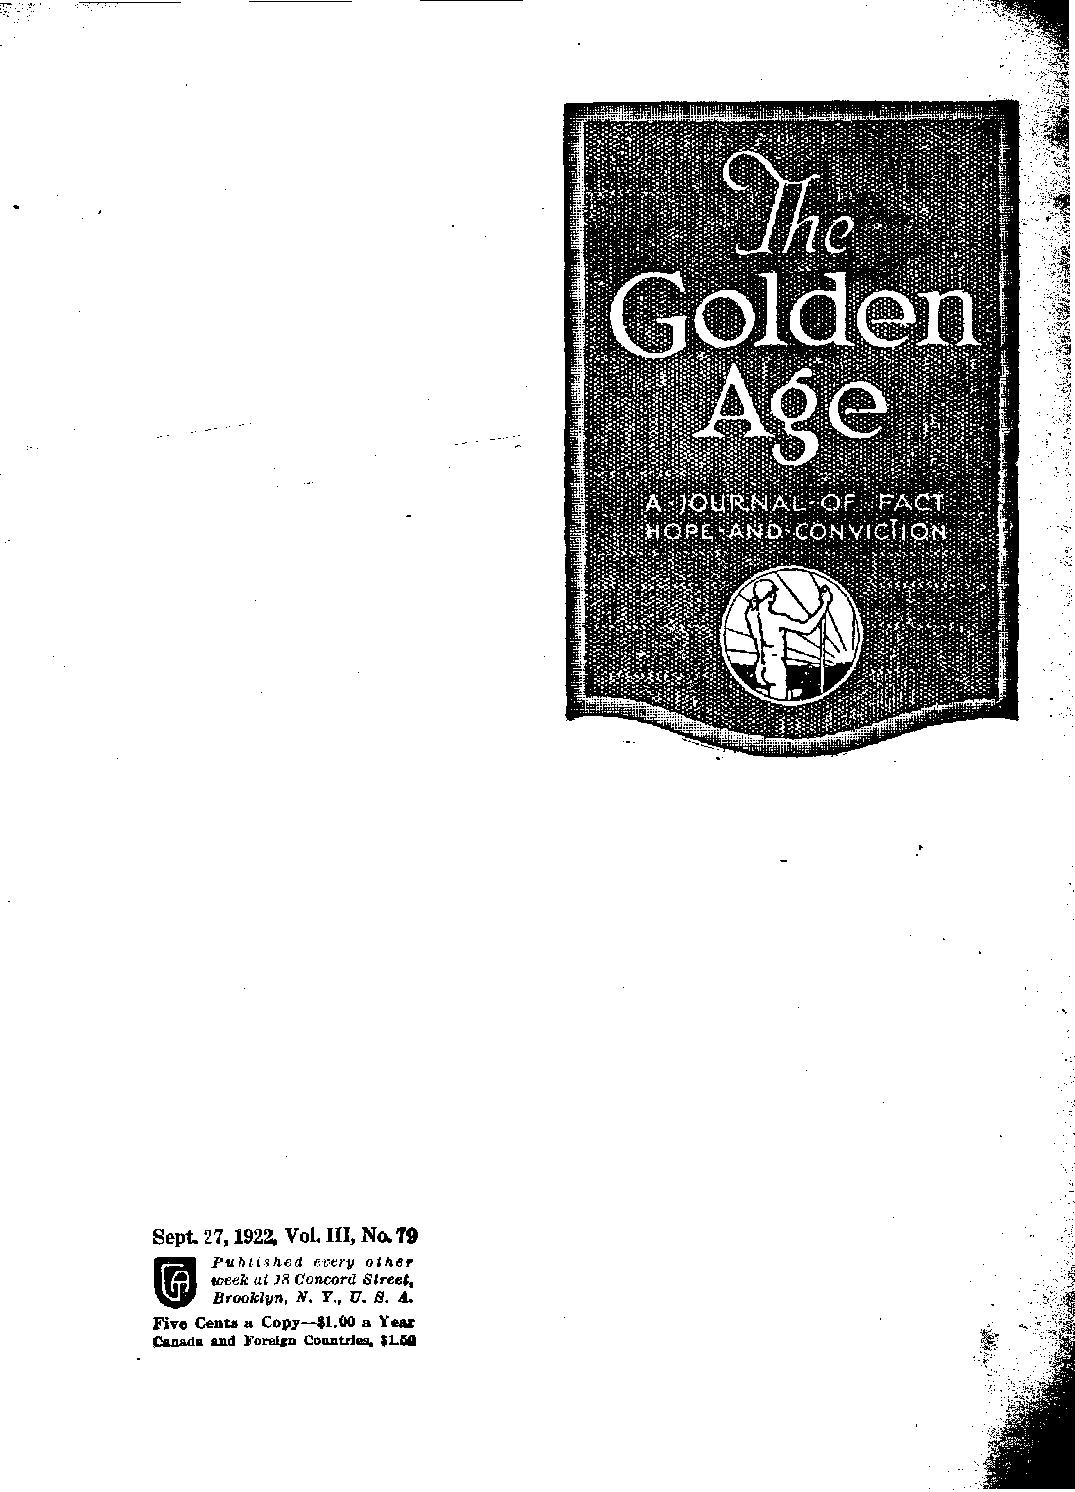 The
Golden
Age
A JOURNAL OF FACT
HOPE AND CONVICTION
Sept. 27, 1922, Vol. III, No. 79
GA
Published every other
week at 18 Concord Street,
Brooklyn, N. Y., U. S. A.
Five Cents a Copy—$1.00 a Year
Canada and Foreign Countries, $1.50